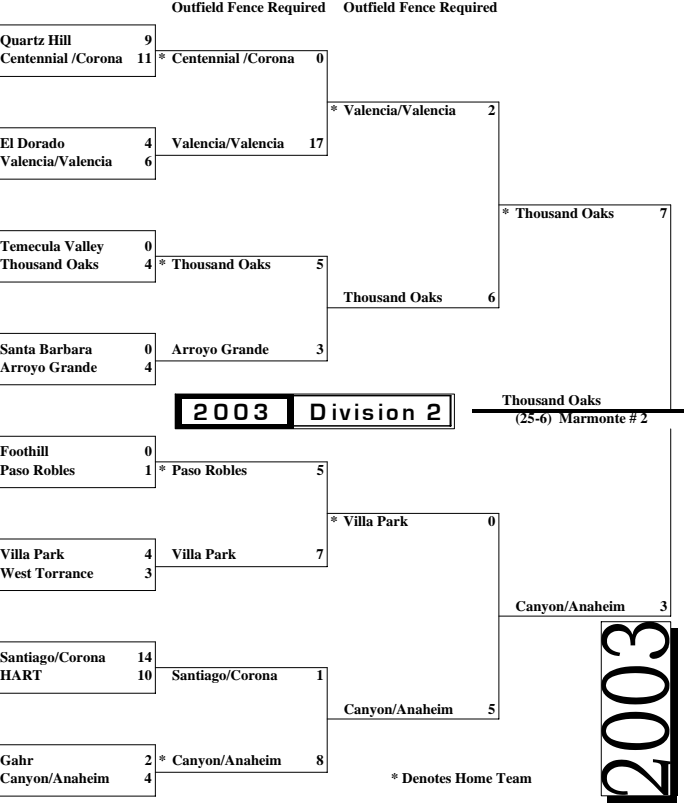 Outfield Fence Required Outfield Fence Required
Quartz Hill 9
Centennial /Corona 11 * Centennial /Corona 0
* Valencia/Valencia 2
El Dorado 4 Valencia/Valencia 17
Valencia/Valencia 6
* Thousand Oaks 7
Temecula Valley 0
Thousand Oaks 4 * Thousand Oaks 5
Thousand Oaks 6
Santa Barbara 0 Arroyo Grande 3
Arroyo Grande 4
Thousand Oaks
2003 Division 2
(25-6) Marmonte # 2
Foothill 0
Paso Robles 1 * Paso Robles 5
* Villa Park 0
Villa Park 4 Villa Park 7
West Torrance 3
Canyon/Anaheim 3
Santiago/Corona 14
HART 10 Santiago/Corona 1
Canyon/Anaheim 5
2003
Gahr 2 * Canyon/Anaheim 8
Canyon/Anaheim 4 * Denotes Home Team